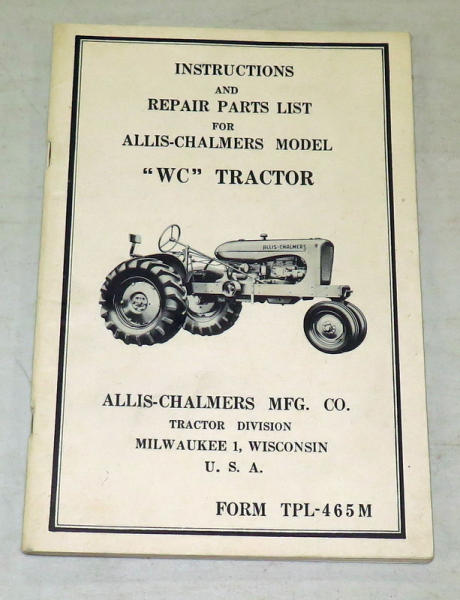 INSTRUCTIONS
AND
REPAIR PARTS LIST
FOR
ALLIS-CHALMERS MODEL
"WC" TRACTOR
ALLIS-CHALMERS
ALLIS-CHALMERS MFG. CO.
TRACTOR DIVISION
MILWAUKEE 1, WISCONSIN
U. S. A.
FORM TPL-465M